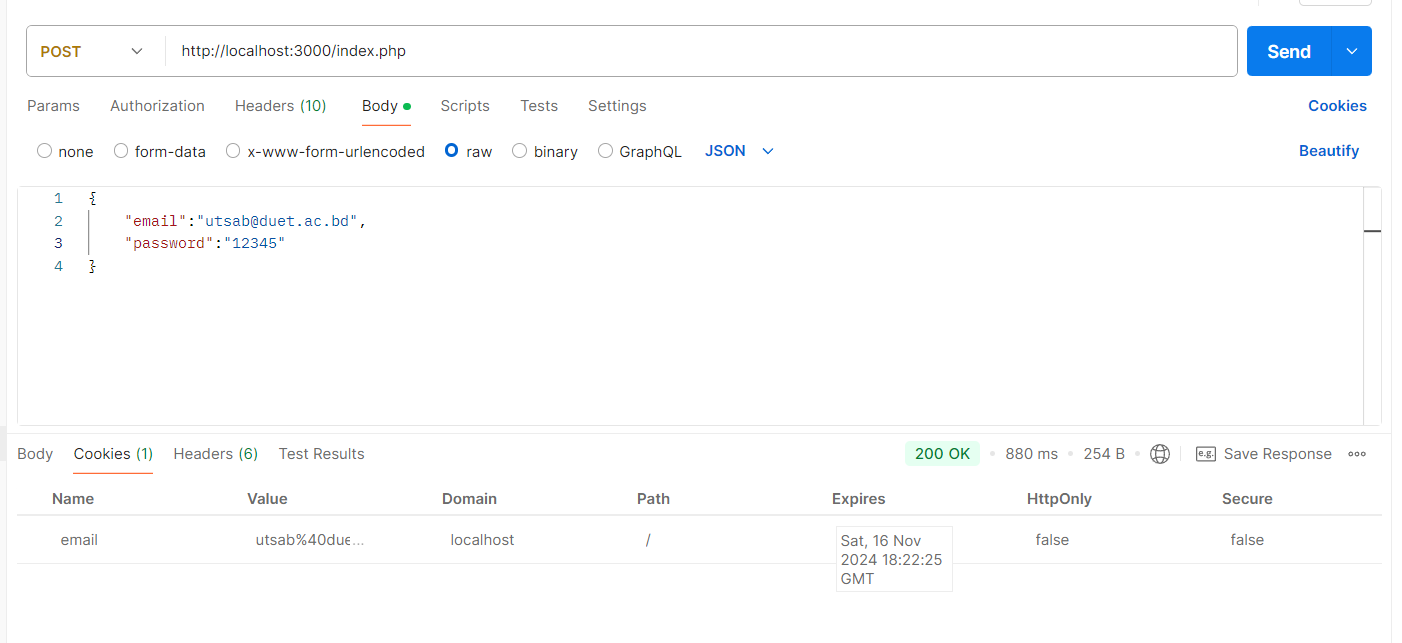 POST http://localhost:3000/index.php Send
Params Authorization Headers (10) Body Scripts Tests Settings Cookies
none form-data x-www-form-urlencoded raw binary GraphQL JSON Beautify
1 {
2 "email":"utsab@duet.ac.bd",
3 "password":"12345"
4 }
Body Cookies (1) Headers (6) Test Results 200 OK • 880 ms • 254 B • e.g. Save Response
Name Value Domain Path Expires HttpOnly Secure
email utsab%40due... localhost / Sat, 16 Nov false false
2024 18:22:25
GMT